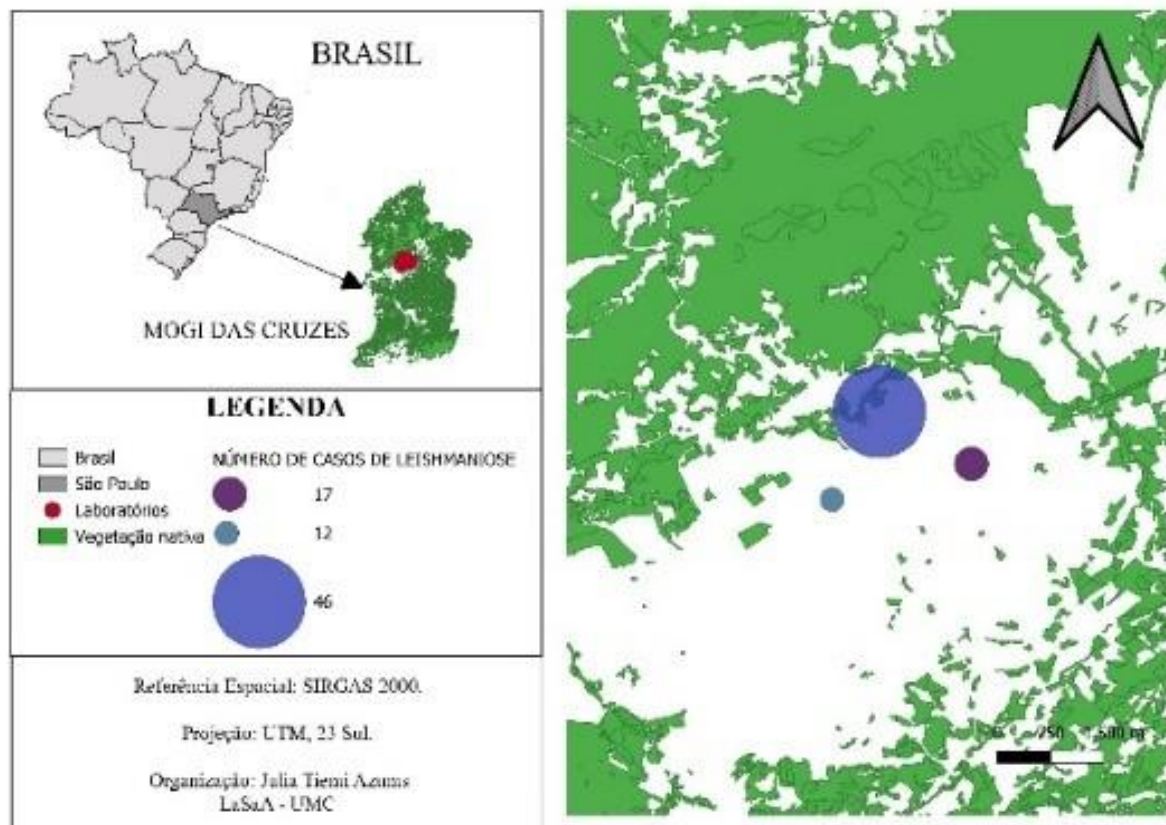 BRASIL
MOGI DAS CRUZES
LEGENDA
Brasil
São Paulo
Laboratórios
Vegetação nativa
NÚMERO DE CASOS DE LEISHMANIOSE
17
12
46
Referência Espacial: SIRGAS 2000.
Projeção: UTM, 23 Sul.
Organização: Julia Tiemi
LaSaA - UMC
250